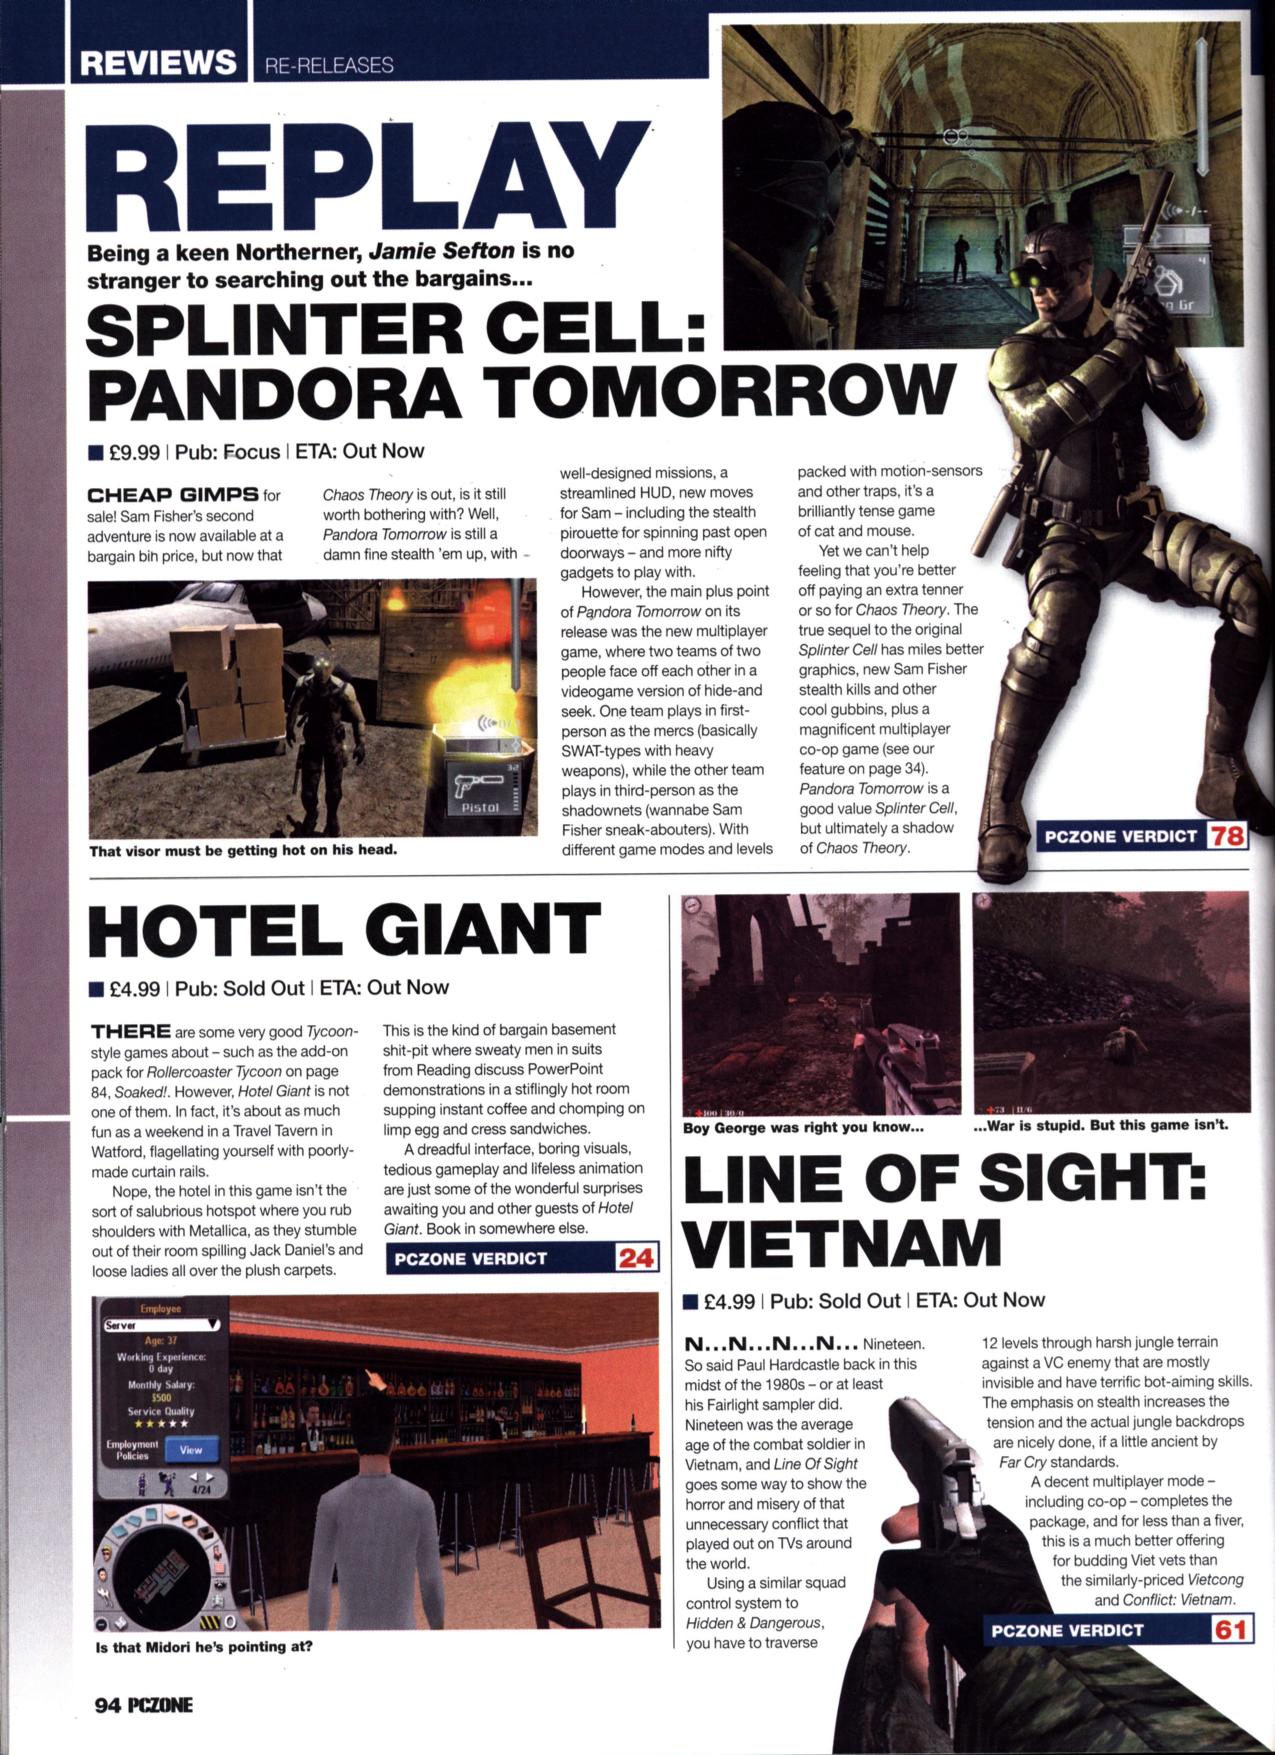 REVIEWS
RE-RELEASES
REPLAY
Being a keen Northerner, Jamie Sefton is no
stranger to searching out the bargains...
SPLINTER CELL:
PANDORA TOMORROW
£9.99 | Pub: Focus | ETA: Out Now
CHEAP GIMPS for
sale! Sam Fisher's second
adventure is now available at a
bargain bin price, but now that
Chaos Theory is out, is it still
worth bothering with? Well,
Pandora Tomorrow is still a
damn fine stealth 'em up, with
well-designed missions, a
streamlined HUD, new moves
for Sam – including the stealth
pirouette for spinning past open
doorways – and more nifty
gadgets to play with.
However, the main plus point
of Pandora Tomorrow on its
release was the new multiplayer
game, where two teams of two
people face off each other in a
videogame version of hide-and
seek. One team plays in first-
person as the mercs (basically
SWAT-types with heavy
weapons), while the other team
plays in third-person as the
shadownets (wannabe Sam
Fisher sneak-abouters). With
different game modes and levels
packed with motion-sensors
and other traps, it's a
brilliantly tense game
of cat and mouse.
Yet we can't help
feeling that you're better
off paying an extra tenner
or so for Chaos Theory. The
true sequel to the original
Splinter Cell has miles better
graphics, new Sam Fisher
stealth kills and other
cool gubbins, plus a
magnificent multiplayer
co-op game (see our
feature on page 34).
Pandora Tomorrow is a
good value Splinter Cell,
but ultimately a shadow
of Chaos Theory.
-/--
4
g Gr
32
Pistol
That visor must be getting hot on his head.
PCZONE VERDICT 78
HOTEL GIANT
£4.99 | Pub: Sold Out | ETA: Out Now
THERE are some very good Tycoon-
style games about – such as the add-on
pack for Rollercoaster Tycoon on page
84, Soaked!. However, Hotel Giant is not
one of them. In fact, it's about as much
fun as a weekend in a Travel Tavern in
Watford, flagellating yourself with poorly-
made curtain rails.
Nope, the hotel in this game isn't the
sort of salubrious hotspot where you rub
shoulders with Metallica, as they stumble
out of their room spilling Jack Daniel's and
loose ladies all over the plush carpets.
This is the kind of bargain basement
shit-pit where sweaty men in suits
from Reading discuss PowerPoint
demonstrations in a stiflingly hot room
supping instant coffee and chomping on
limp egg and cress sandwiches.
A dreadful interface, boring visuals,
tedious gameplay and lifeless animation
are just some of the wonderful surprises
awaiting you and other guests of Hotel
Giant. Book in somewhere else.
PCZONE VERDICT 24
Employee
Server
Age: 37
Working Experience:
0 day
Monthly Salary:
$500
Service Quality
Employment
Policies
View
4/24
0
Is that Midori he's pointing at?
+100 | 30/0
+73 | 11/6
Boy George was right you know...
...War is stupid. But this game isn't.
LINE OF SIGHT:
VIETNAM
£4.99 | Pub: Sold Out | ETA: Out Now
N...N...N...N... Nineteen.
So said Paul Hardcastle back in this
midst of the 1980s – or at least
his Fairlight sampler did.
Nineteen was the average
age of the combat soldier in
Vietnam, and Line Of Sight
goes some way to show the
horror and misery of that
unnecessary conflict that
played out on TVs around
the world.
Using a similar squad
control system to
Hidden & Dangerous,
you have to traverse
12 levels through harsh jungle terrain
against a VC enemy that are mostly
invisible and have terrific bot-aiming skills.
The emphasis on stealth increases the
tension and the actual jungle backdrops
are nicely done, if a little ancient by
Far Cry standards.
A decent multiplayer mode –
including co-op – completes the
package, and for less than a fiver,
this is a much better offering
for budding Viet vets than
the similarly-priced Vietcong
and Conflict: Vietnam.
PCZONE VERDICT 61
94 PCZONE